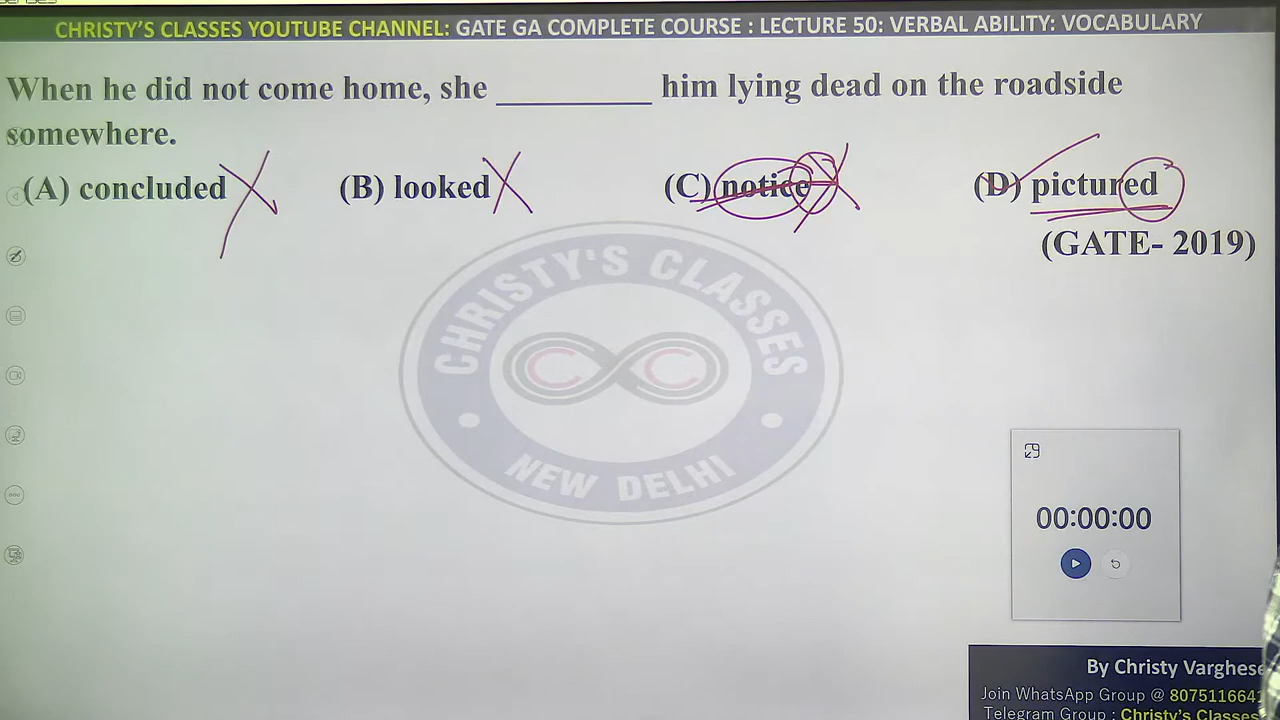 CHRISTY'S CLASSES YOUTUBE CHANNEL: GATE GA COMPLETE COURSE : LECTURE 50: VERBAL ABILITY: VOCABULARY
When he did not come home, she __________ him lying dead on the roadside
somewhere.
(A) concluded (B) looked (C) notice (D) pictured
(GATE- 2019)
CHRISTY'S CLASSES
CC
NEW DELHI
00:00:00
By Christy Varghese
Join WhatsApp Group @ 8075116641
Telegram Group : Christy's Classes